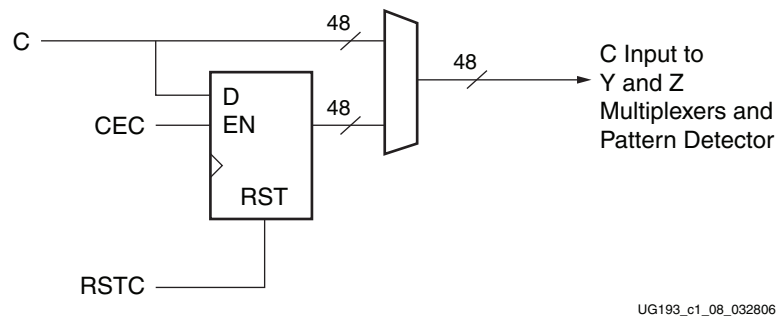 48
C
48
C Input to
Y and Z
Multiplexers and
Pattern Detector
D
48
CEC
EN
RST
RSTC
UG193_c1_08_032806